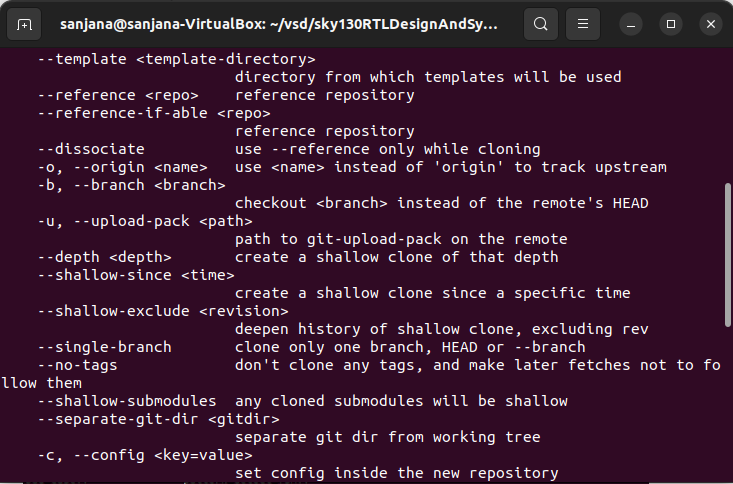 sanjana@sanjana-VirtualBox: ~/vsd/sky130RTLDesignAndSy...
--template <template-directory>
directory from which templates will be used
--reference <repo>    reference repository
--reference-if-able <repo>
reference repository
--dissociate          use --reference only while cloning
-o, --origin <name>   use <name> instead of 'origin' to track upstream
-b, --branch <branch>
checkout <branch> instead of the remote's HEAD
-u, --upload-pack <path>
path to git-upload-pack on the remote
--depth <depth>       create a shallow clone of that depth
--shallow-since <time>
create a shallow clone since a specific time
--shallow-exclude <revision>
deepen history of shallow clone, excluding rev
--single-branch       clone only one branch, HEAD or --branch
--no-tags             don't clone any tags, and make later fetches not to fo
llow them
--shallow-submodules  any cloned submodules will be shallow
--separate-git-dir <gitdir>
separate git dir from working tree
-c, --config <key=value>
set config inside the new repository